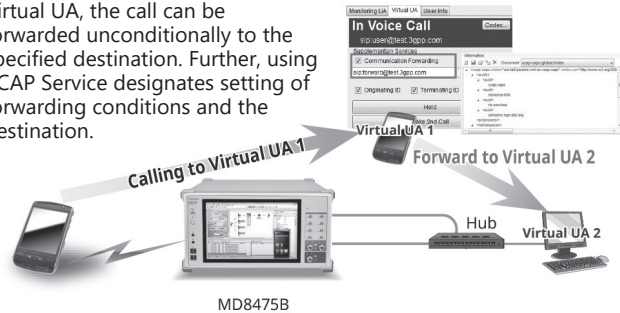 irtual UA, the call can be
orwarded unconditionally to the
pecified destination. Further, using
CAP Service designates setting of
orwarding conditions and the
estination.
Monitoring UA Virtual UA User Info
In Voice Call
Codec...
sip:user@test.3gpp.com
Supplementary Services
Communication Forwarding
sip:forward@test.3gpp.com
Originating ID Terminating ID
Hold
2nd Call
Virtual UA 1
Calling to Virtual UA 1
Forward to Virtual UA 2
Hub
Virtual UA 2
MD8475B